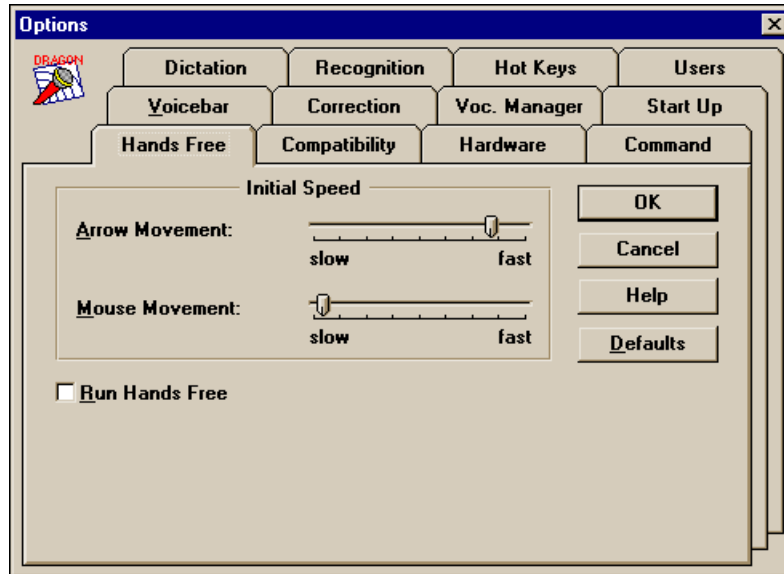 Options
DRAGON
Dictation Recognition Hot Keys Users
Voicebar Correction Voc. Manager Start Up
Hands Free Compatibility Hardware Command
Initial Speed
Arrow Movement:
slow fast
Mouse Movement:
slow fast
Run Hands Free
OK
Cancel
Help
Defaults